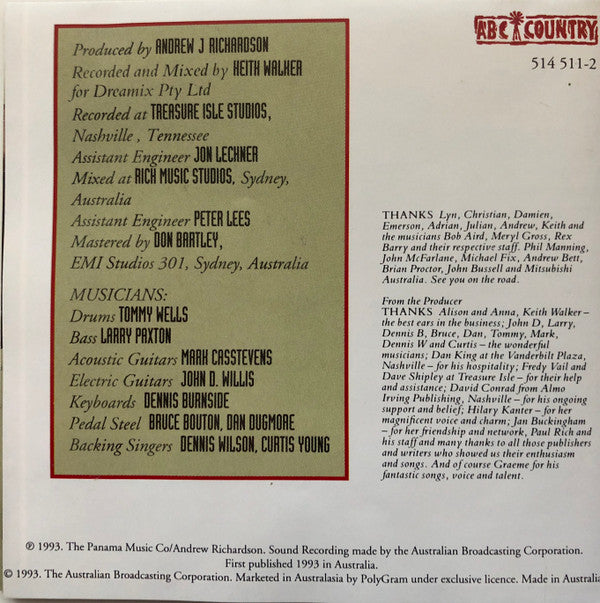 Produced by ANDREW J RICHARDSON
Recorded and Mixed by KEITH WALKER
for Dreamix Pty Ltd
Recorded at TREASURE ISLE STUDIOS,
Nashville , Tennessee
Assistant Engineer JON LECHNER
Mixed at RICH MUSIC STUDIOS, Sydney,
Australia
Assistant Engineer PETER LEES
Mastered by DON BARTLEY,
EMI Studios 301, Sydney, Australia
MUSICIANS:
Drums TOMMY WELLS
Bass LARRY PAXTON
Acoustic Guitars MARK CASSTEVENS
Electric Guitars JOHN D. WILLIS
Keyboards DENNIS BURNSIDE
Pedal Steel BRUCE BOUTON, DAN DUGMORE
Backing Singers DENNIS WILSON, CURTIS YOUNG
ABC COUNTRY
514 511-2
THANKS Lyn, Christian, Damien,
Emerson, Adrian, Julian, Andrew, Keith and
the musicians Bob Aird, Meryl Gross, Rex
Barry and their respective staff. Phil Manning,
John McFarlane, Michael Fix, Andrew Bett,
Brian Proctor, John Bussell and Mitsibushi
Australia. See you on the road.
From the Producer
THANKS Alison and Anna, Keith Walker –
the best ears in the business; John D, Larry,
Dennis B, Bruce, Dan, Tommy, Mark,
Dennis W and Curtis – the wonderful
musicians; Dan King at the Vanderbilt Plaza,
Nashville – for his hospitality; Fredy Vail and
Dave Shipley at Treasure Isle – for their help
and assistance; David Conrad from Almo
Irving Publishing, Nashville – for his ongoing
support and belief; Hilary Kanter – for her
magnificent voice and charm; Jan Buckingham
– for her friendship and network, Paul Rich and
his staff and many thanks to all those publishers
and writers who showed us their enthusiasm
and songs. And of course Graeme for his
fantastic songs, voice and talent.
℗ 1993. The Panama Music Co/Andrew Richardson. Sound Recording made by the Australian Broadcasting Corporation.
First published 1993 in Australia.
© 1993. The Australian Broadcasting Corporation. Marketed in Australasia by PolyGram under exclusive licence. Made in Australia